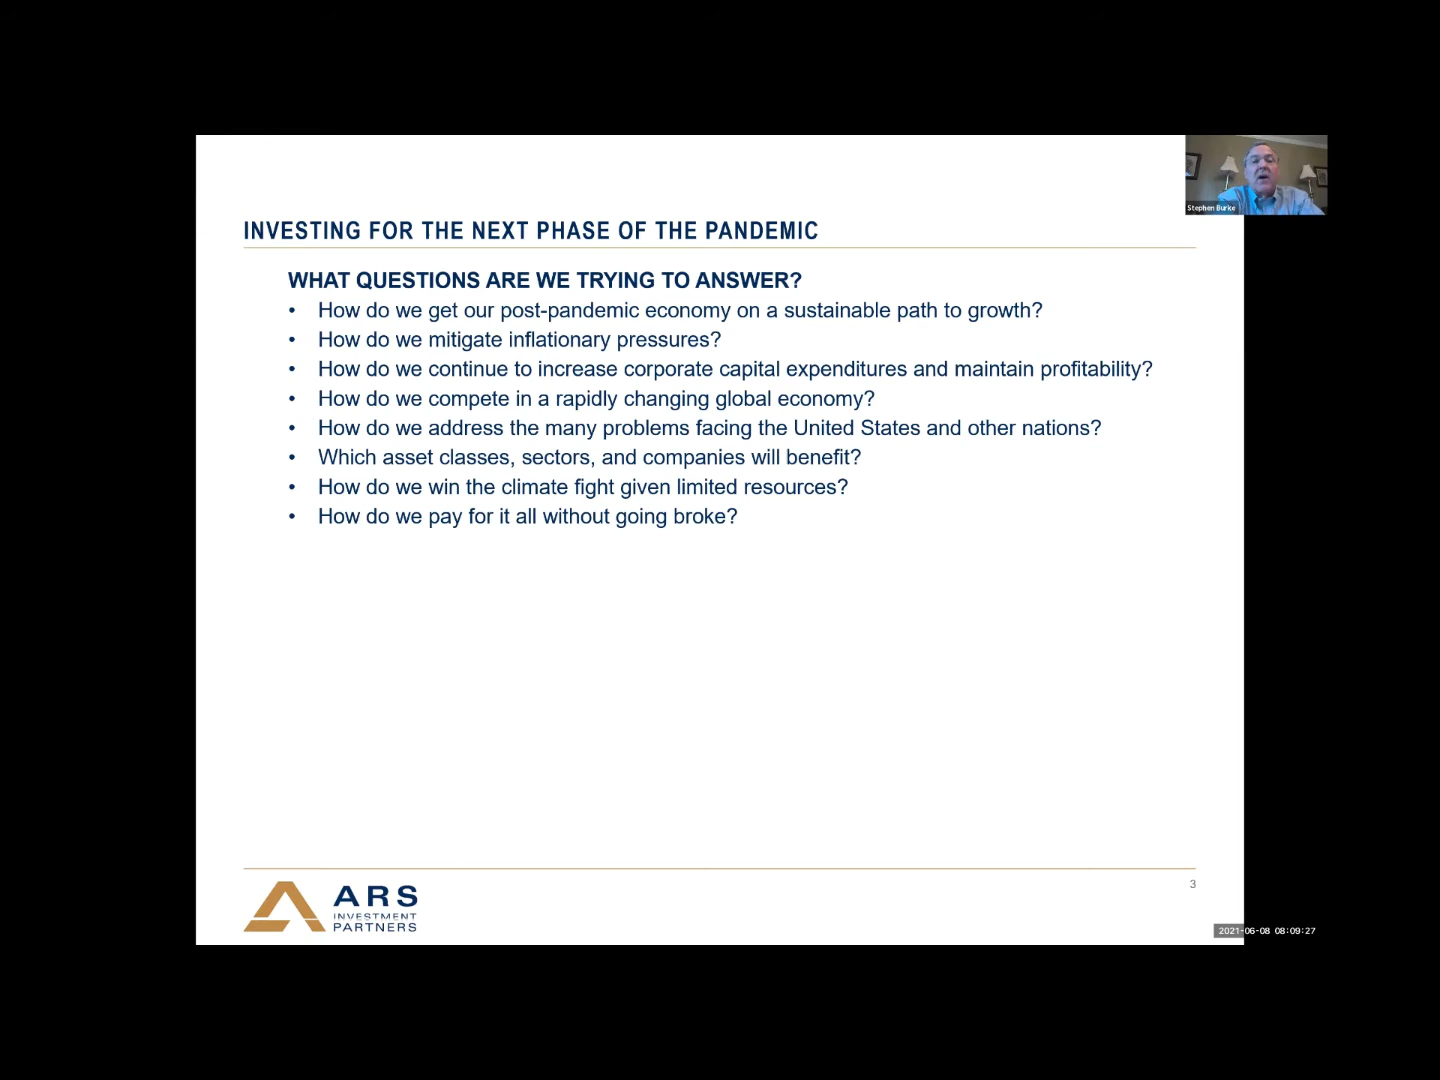 Stephen Burke
INVESTING FOR THE NEXT PHASE OF THE PANDEMIC
WHAT QUESTIONS ARE WE TRYING TO ANSWER?
• How do we get our post-pandemic economy on a sustainable path to growth?
• How do we mitigate inflationary pressures?
• How do we continue to increase corporate capital expenditures and maintain profitability?
• How do we compete in a rapidly changing global economy?
• How do we address the many problems facing the United States and other nations?
• Which asset classes, sectors, and companies will benefit?
• How do we win the climate fight given limited resources?
• How do we pay for it all without going broke?
3
ARS
INVESTMENT
PARTNERS
2021-06-08 08:09:27